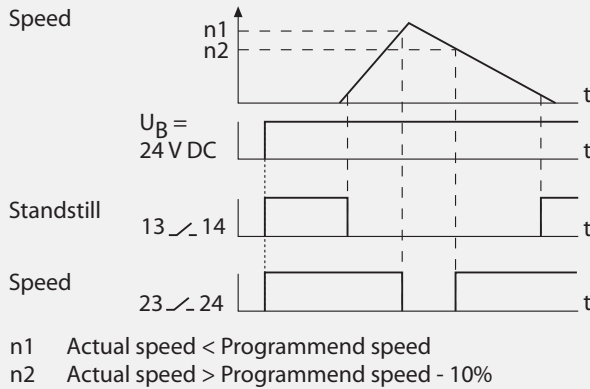 Speed
n1
n2
t
U_B =
24 V DC
t
Standstill
13 14
t
Speed
23 24
t
n1 Actual speed < Programmend speed
n2 Actual speed > Programmend speed - 10%